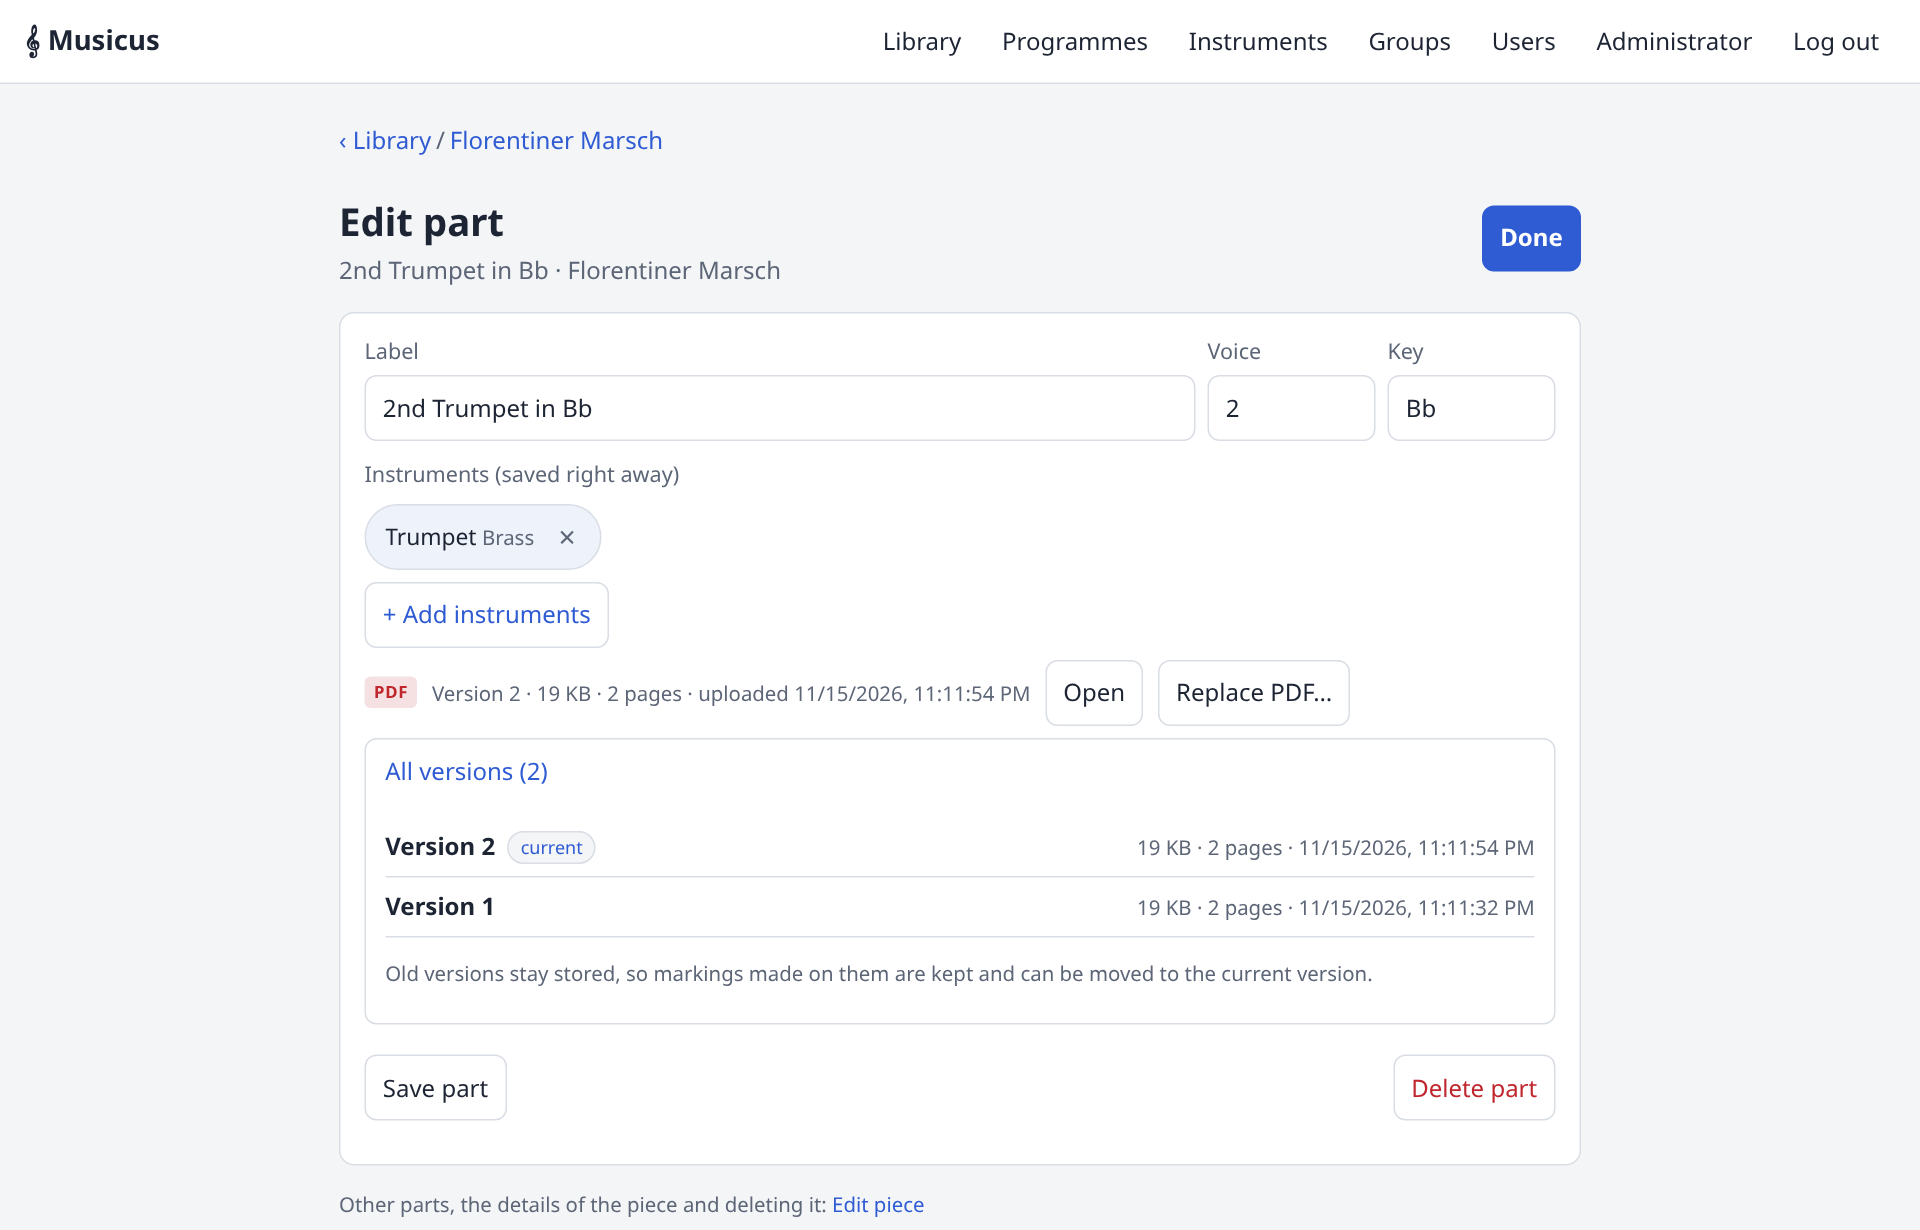 Musicus
Library Programmes Instruments Groups Users Administrator Log out
‹ Library / Florentiner Marsch
Edit part
Done
2nd Trumpet in Bb · Florentiner Marsch
Label Voice Key
2nd Trumpet in Bb 2 Bb
Instruments (saved right away)
Trumpet Brass ✕
+ Add instruments
PDF Version 2 · 19 KB · 2 pages · uploaded 11/15/2026, 11:11:54 PM Open Replace PDF...
All versions (2)
Version 2 current 19 KB · 2 pages · 11/15/2026, 11:11:54 PM
Version 1 19 KB · 2 pages · 11/15/2026, 11:11:32 PM
Old versions stay stored, so markings made on them are kept and can be moved to the current version.
Save part Delete part
Other parts, the details of the piece and deleting it: Edit piece